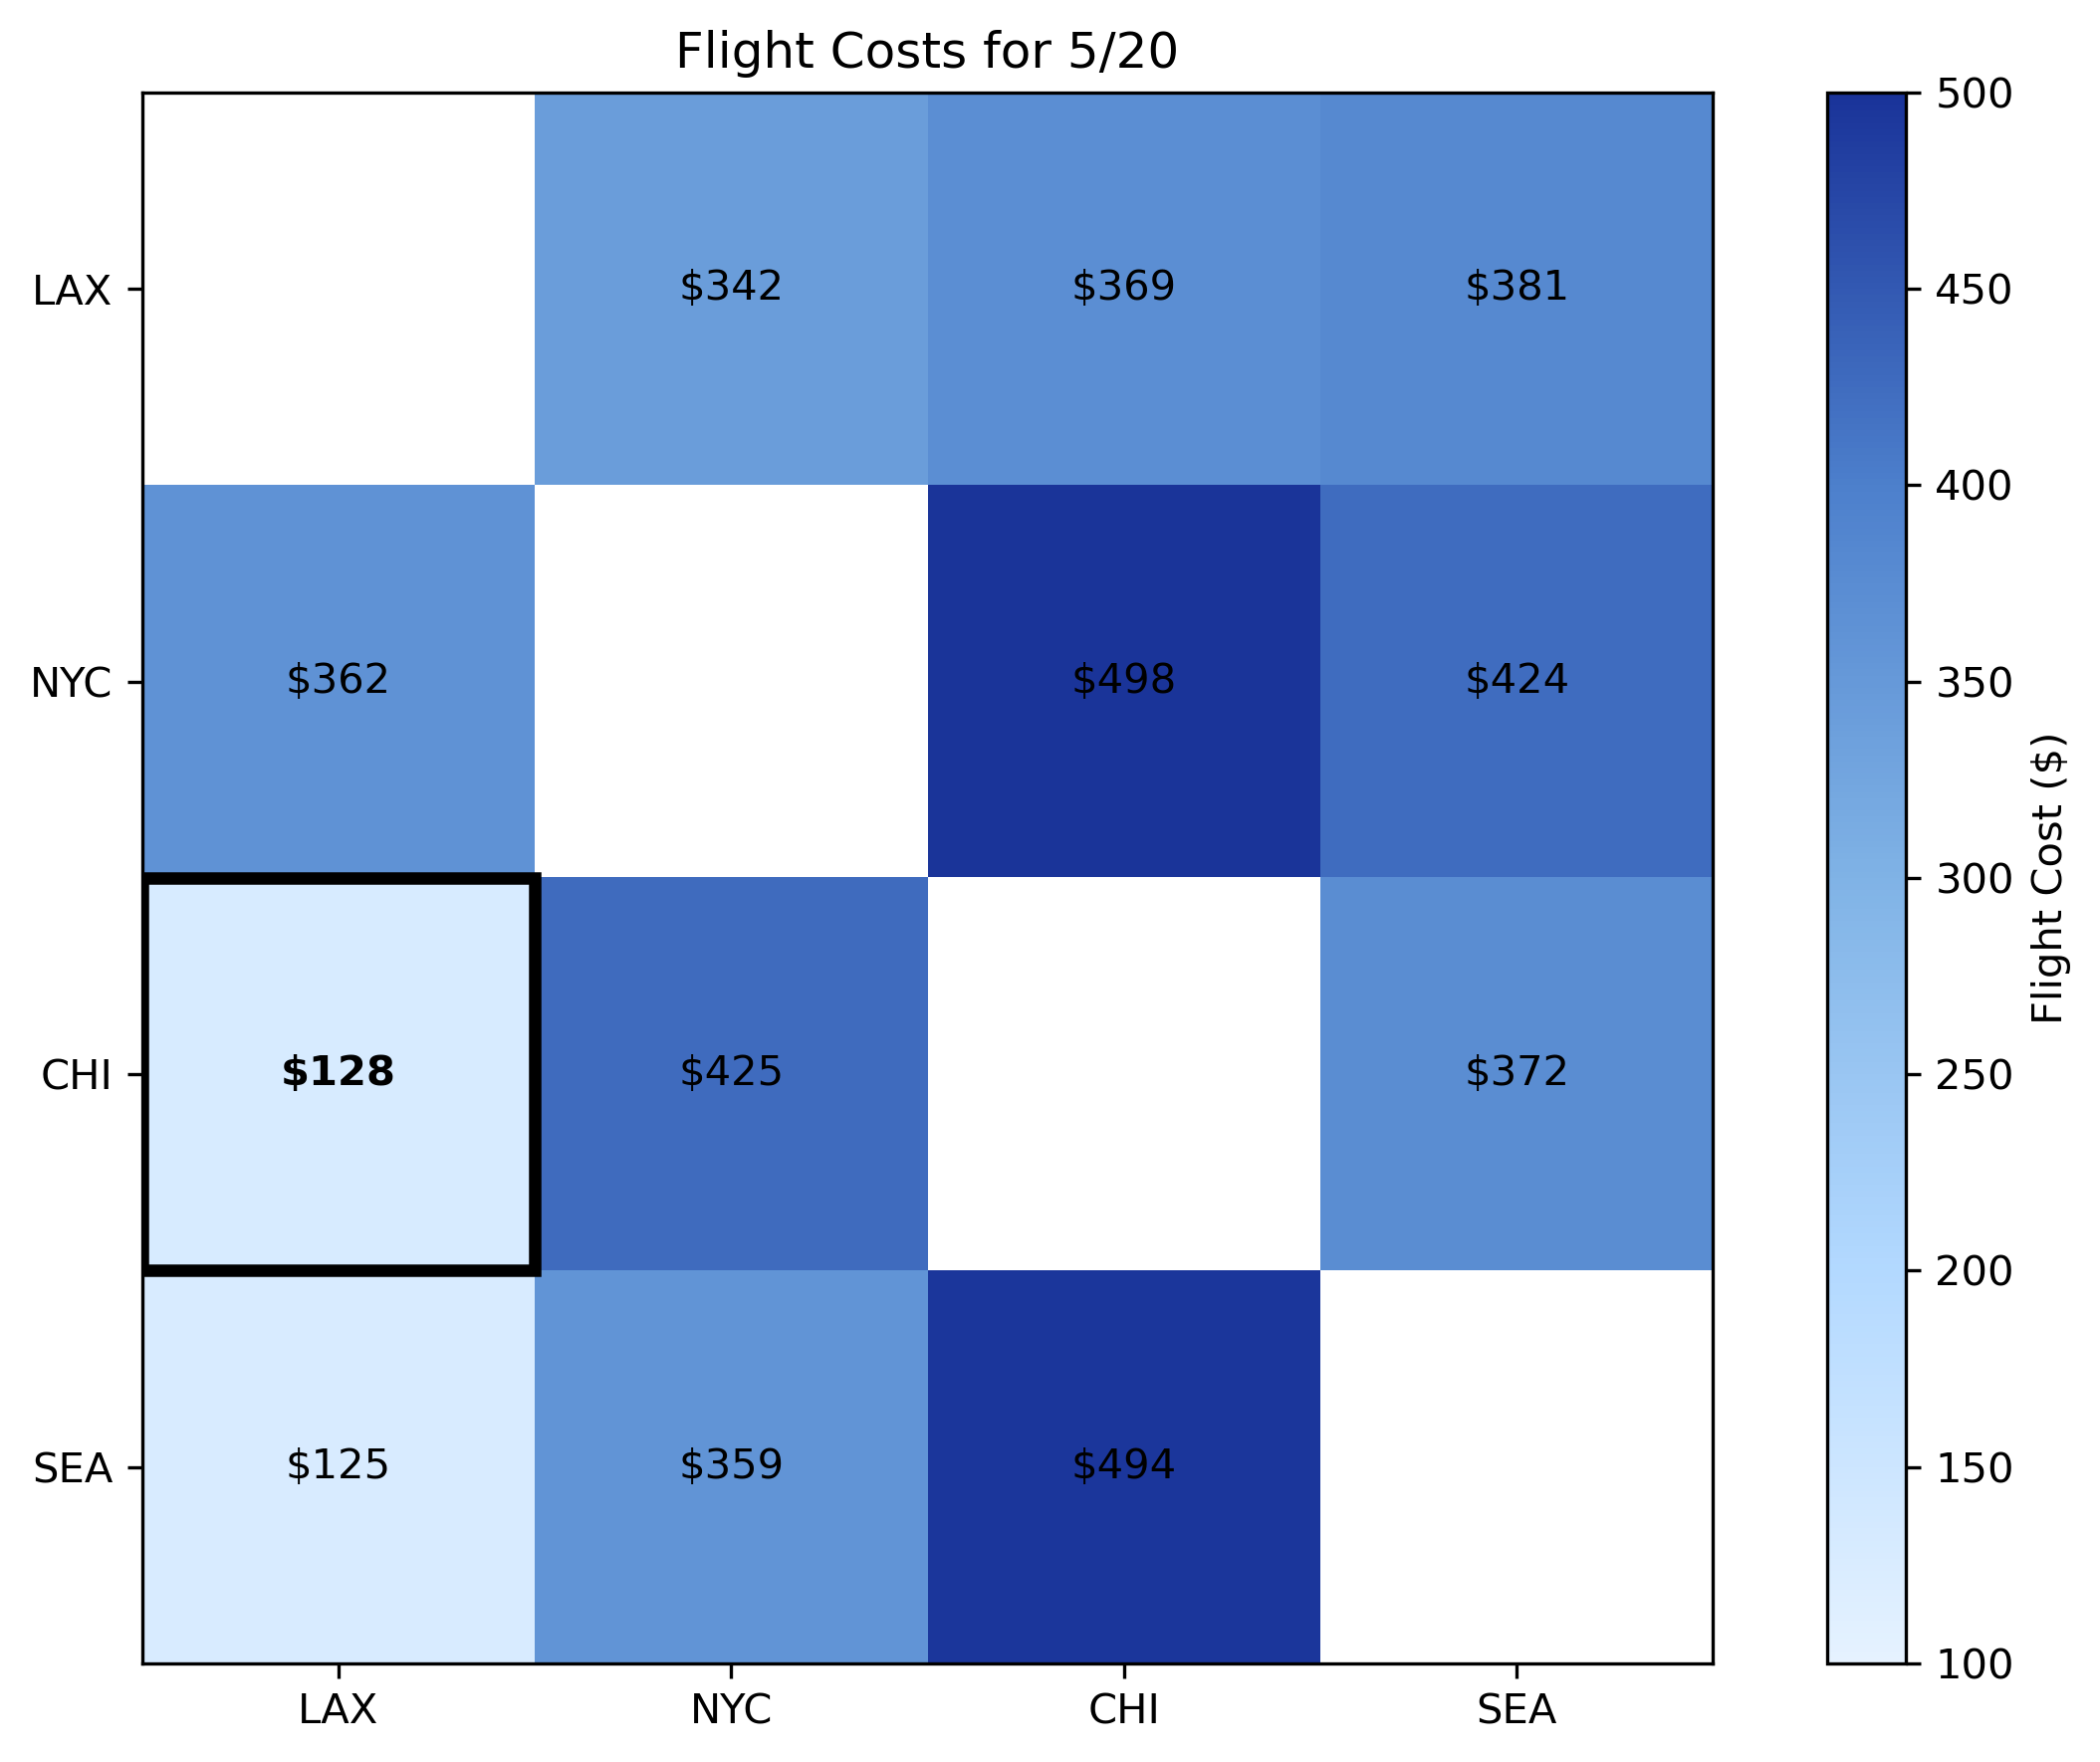 Flight Costs for 5/20
LAX $342 $369 $381
NYC $362 $498 $424
CHI $128 $425 $372
SEA $125 $359 $494
LAX NYC CHI SEA
500
450
400
350
300
250
200
150
100
Flight Cost ($)